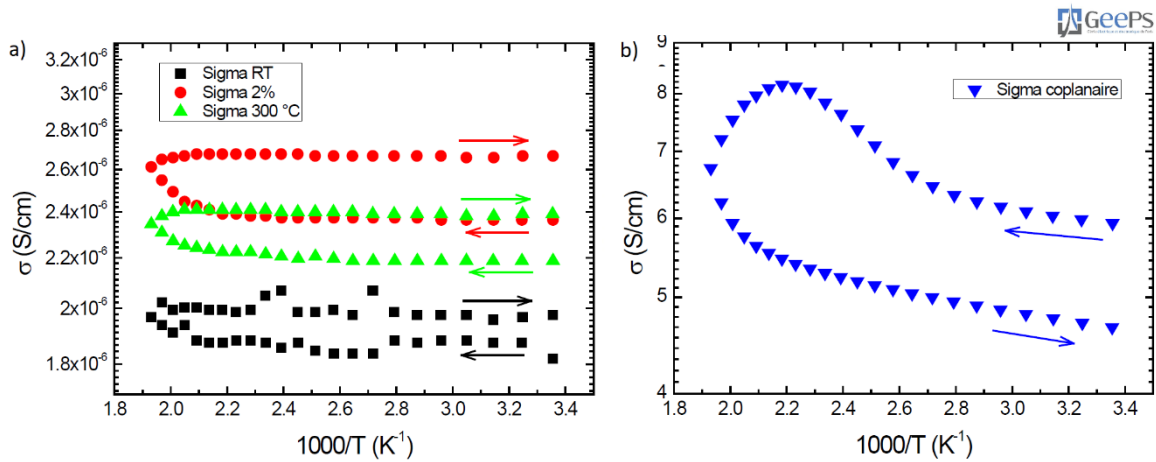 GeePs
a)
3.2x10⁻⁶
3x10⁻⁶
2.8x10⁻⁶
2.6x10⁻⁶
2.4x10⁻⁶
2.2x10⁻⁶
2x10⁻⁶
1.8x10⁻⁶
σ (S/cm)
Sigma RT
Sigma 2%
Sigma 300 °C
1.8 2.0 2.2 2.4 2.6 2.8 3.0 3.2 3.4
1000/T (K⁻¹)
b)
9
8
7
6
5
4
σ (S/cm)
Sigma coplanaire
1.8 2.0 2.2 2.4 2.6 2.8 3.0 3.2 3.4
1000/T (K⁻¹)